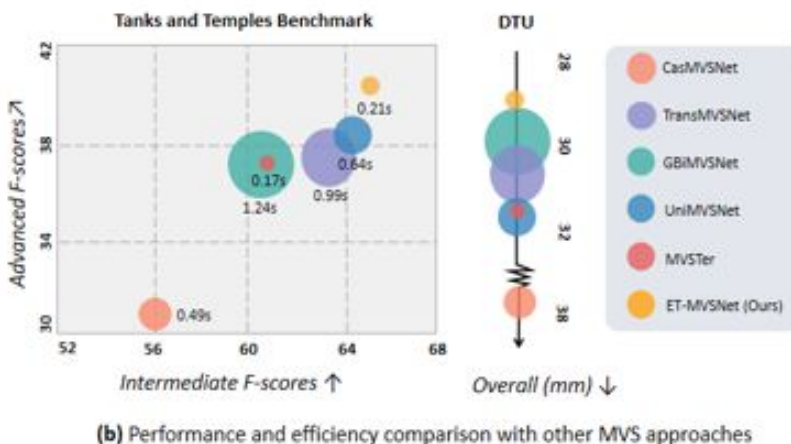 Tanks and Temples Benchmark
DTU
42
38
34
30
Advanced F-scores↗
0.21s
0.64s
0.17s
0.99s
1.24s
0.49s
52
56
60
64
68
Intermediate F-scores ↑
28
30
32
38
Overall (mm) ↓
CasMVSNet
TransMVSNet
GBiMVSNet
UniMVSNet
MVSTer
ET-MVSNet (Ours)
(b) Performance and efficiency comparison with other MVS approaches